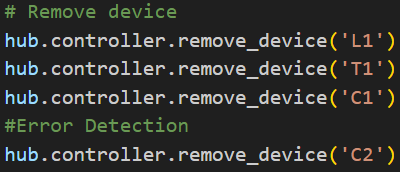 # Remove device
hub.controller.remove_device('L1')
hub.controller.remove_device('T1')
hub.controller.remove_device('C1')
#Error Detection
hub.controller.remove_device('C2')